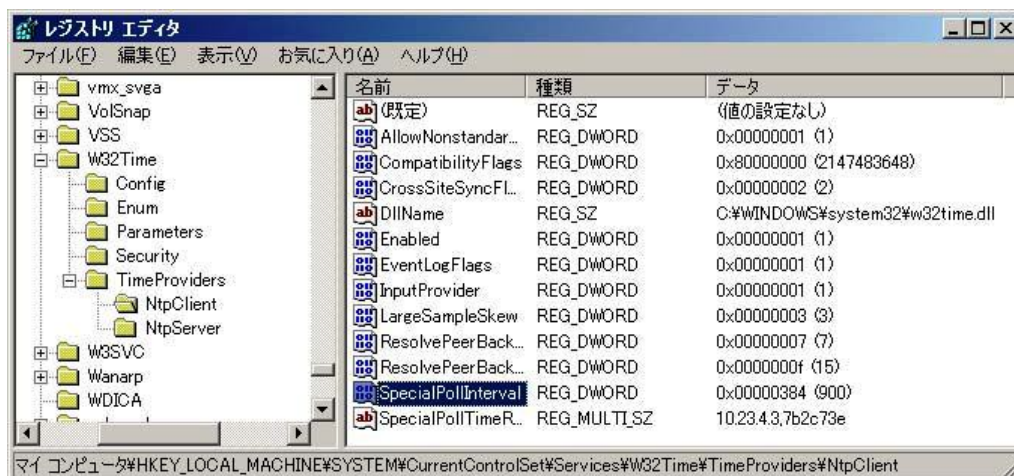 レジストリ エディタ
ファイル(F) 編集(E) 表示(V) お気に入り(A) ヘルプ(H)
vmx_svga
VolSnap
VSS
W32Time
Config
Enum
Parameters
Security
TimeProviders
NtpClient
NtpServer
W3SVC
Wanarp
WDICA
名前 種類 データ
(既定) REG_SZ (値の設定なし)
AllowNonstandar... REG_DWORD 0x00000001 (1)
CompatibilityFlags REG_DWORD 0x80000000 (2147483648)
CrossSiteSyncFl... REG_DWORD 0x00000002 (2)
DllName REG_SZ C:¥WINDOWS¥system32¥w32time.dll
Enabled REG_DWORD 0x00000001 (1)
EventLogFlags REG_DWORD 0x00000001 (1)
InputProvider REG_DWORD 0x00000001 (1)
LargeSampleSkew REG_DWORD 0x00000003 (3)
ResolvePeerBack... REG_DWORD 0x00000007 (7)
ResolvePeerBack... REG_DWORD 0x0000000f (15)
SpecialPollInterval REG_DWORD 0x00000384 (900)
SpecialPollTimeR... REG_MULTI_SZ 10.23.4.3,7b2c73e
マイ コンピュータ¥HKEY_LOCAL_MACHINE¥SYSTEM¥CurrentControlSet¥Services¥W32Time¥TimeProviders¥NtpClient